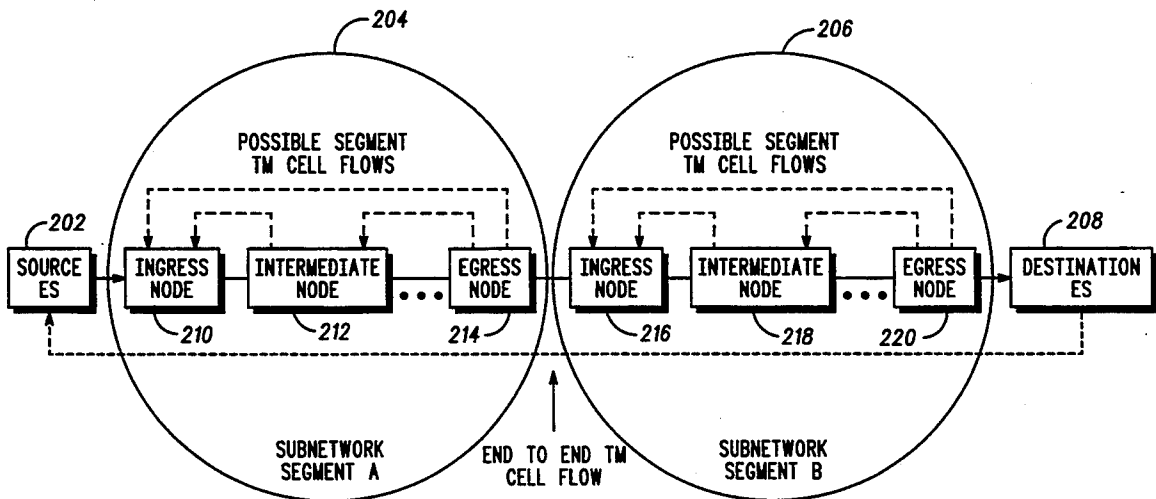 204
206
POSSIBLE SEGMENT
TM CELL FLOWS
POSSIBLE SEGMENT
TM CELL FLOWS
202
208
SOURCE
ES
INGRESS
NODE
INTERMEDIATE
NODE
EGRESS
NODE
INGRESS
NODE
INTERMEDIATE
NODE
EGRESS
NODE
DESTINATION
ES
210
212
214
216
218
220
SUBNETWORK
SEGMENT A
END TO END TM
CELL FLOW
SUBNETWORK
SEGMENT B